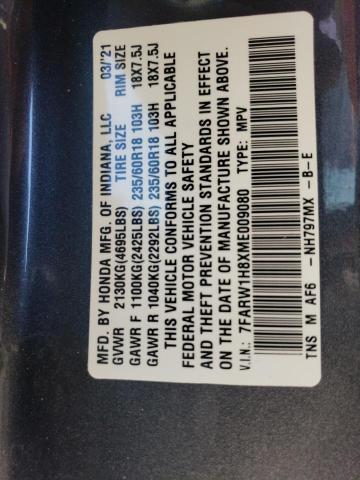 MFD. BY HONDA MFG. OF INDIANA, LLC 03/'21
GVWR 2130KG(4695LBS) TIRE SIZE RIM SIZE
GAWR F 1100KG(2425LBS) 235/60R18 103H 18X7.5J
GAWR R 1040KG(2292LBS) 235/60R18 103H 18X7.5J
THIS VEHICLE CONFORMS TO ALL APPLICABLE
FEDERAL MOTOR VEHICLE SAFETY
AND THEFT PREVENTION STANDARDS IN EFFECT
ON THE DATE OF MANUFACTURE SHOWN ABOVE.
V.I.N.: 7FARW1H8XME009080 TYPE: MPV
TNS M AF6 -NH797MX -B-E